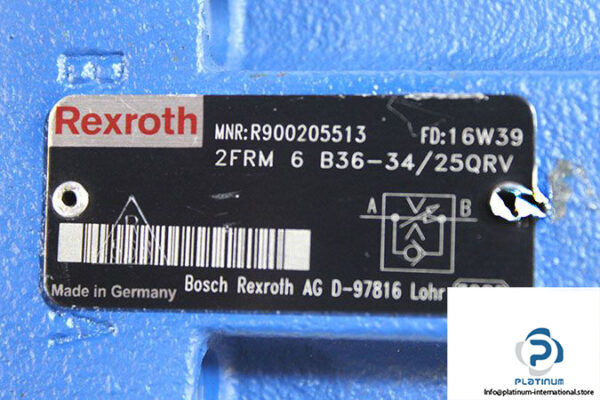 Rexroth
MNR:R900205513 FD:16W39
2FRM 6 B36-34/25QRV
A B
Made in Germany
Bosch Rexroth AG D-97816 Lohr
P
PLATINUM
Info@platinum-international.store